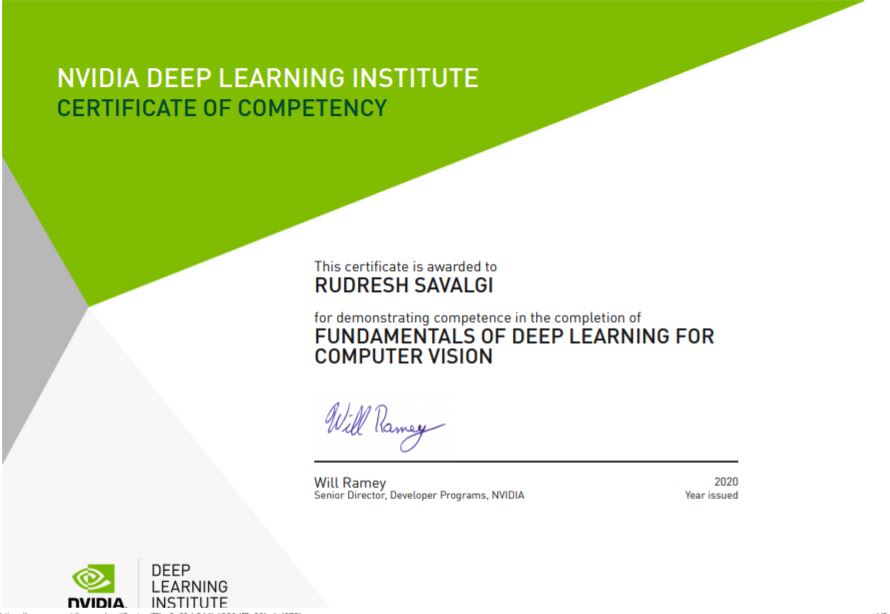 NVIDIA DEEP LEARNING INSTITUTE
CERTIFICATE OF COMPETENCY
This certificate is awarded to
RUDRESH SAVALGI
for demonstrating competence in the completion of
FUNDAMENTALS OF DEEP LEARNING FOR
COMPUTER VISION
Will Ramey
Will Ramey
Senior Director, Developer Programs, NVIDIA
2020
Year issued
NVIDIA.
DEEP
LEARNING
INSTITUTE